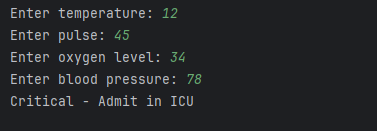 Enter temperature: 12
Enter pulse: 45
Enter oxygen level: 34
Enter blood pressure: 78
Critical - Admit in ICU